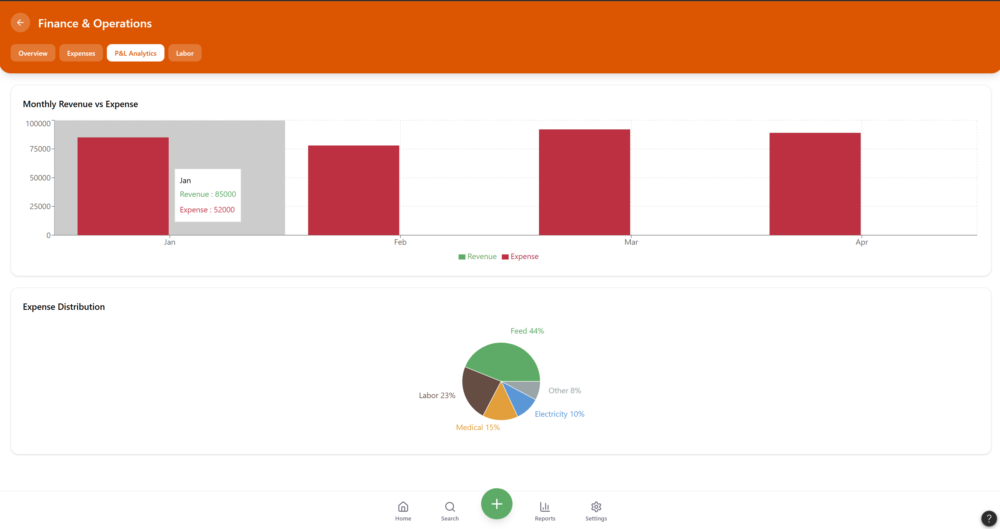 Finance & Operations
Overview Expenses P&L Analytics Labor
Monthly Revenue vs Expense
100000
75000
50000
25000
0
Jan
Revenue : 85000
Expense : 52000
Jan Feb Mar Apr
Revenue Expense
Expense Distribution
Feed 44%
Other 8%
Labor 23%
Electricity 10%
Medical 15%
Home Search Reports Settings
?